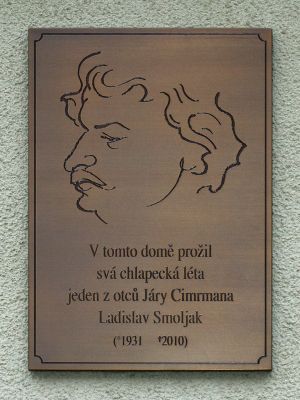 V tomto domě prožil
svá chlapecká léta
jeden z otců Járy Cimrmana
Ladislav Smoljak
(*1931 †2010)